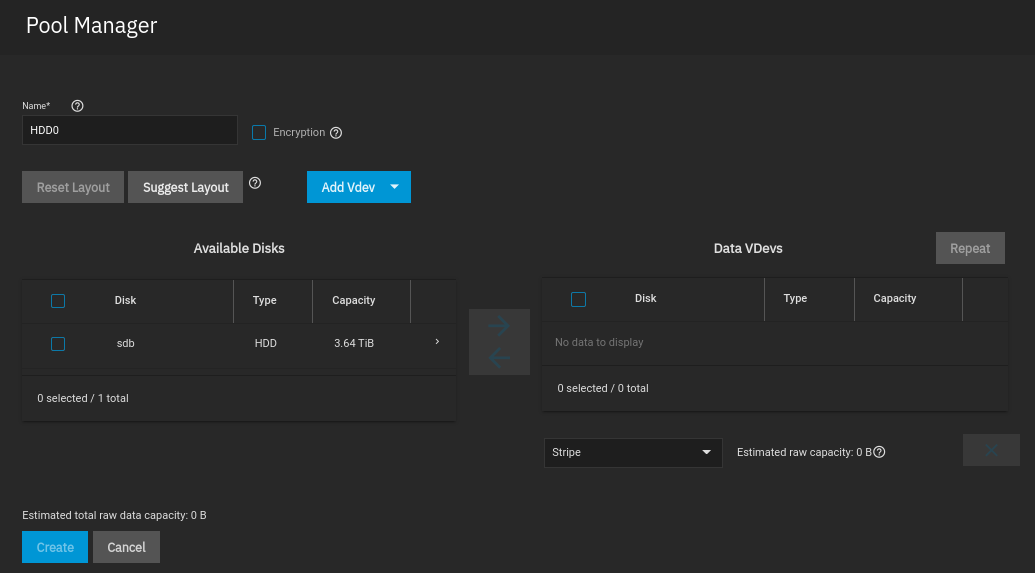 Pool Manager
Name*
HDD0
Encryption
Reset Layout Suggest Layout Add Vdev
Available Disks
Disk Type Capacity
sdb HDD 3.64 TiB
0 selected / 1 total
Data VDevs Repeat
Disk Type Capacity
No data to display
0 selected / 0 total
Stripe Estimated raw capacity: 0 B
Estimated total raw data capacity: 0 B
Create Cancel